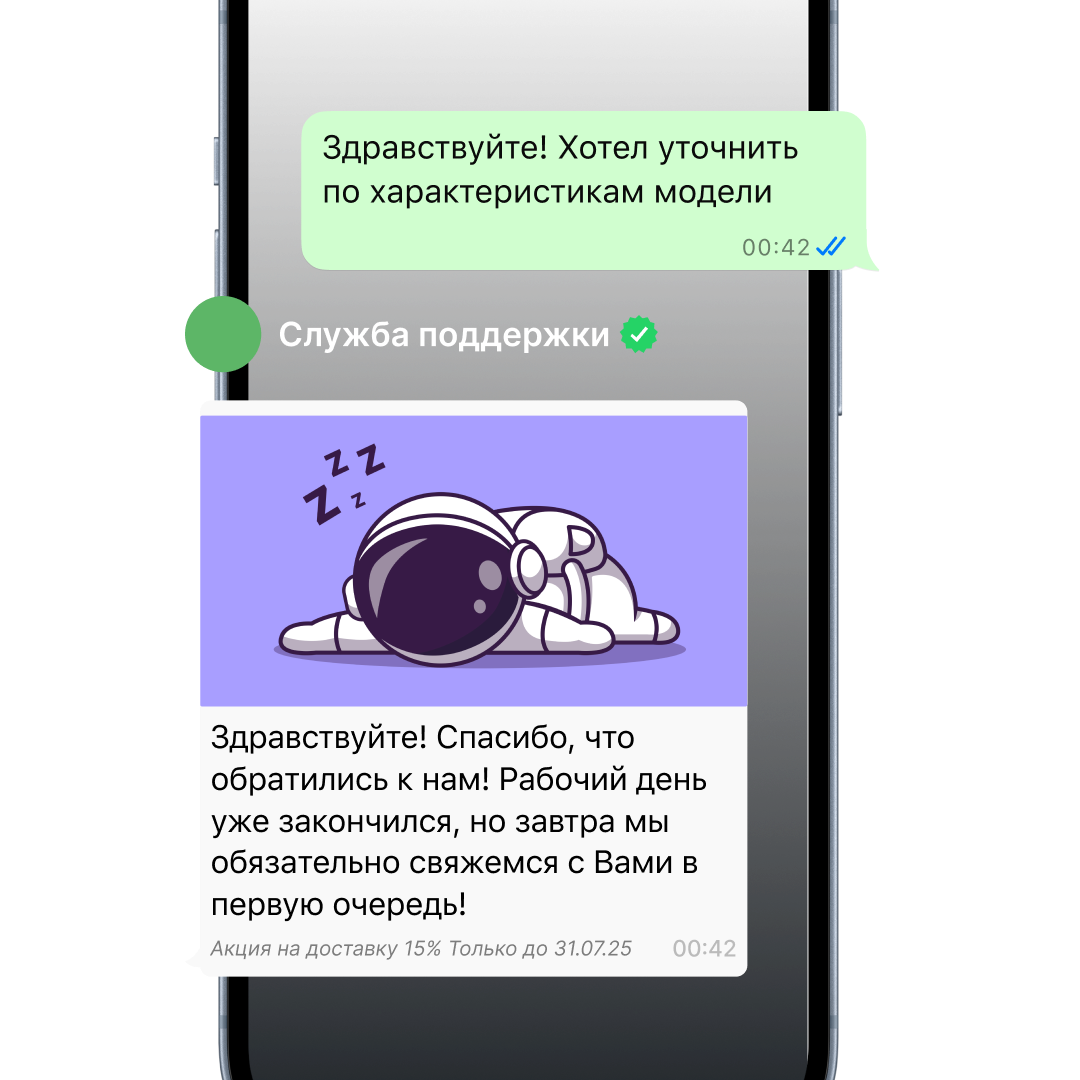 Здравствуйте! Хотел уточнить
по характеристикам модели
00:42
Служба поддержки
z z
z z
Здравствуйте! Спасибо, что
обратились к нам! Рабочий день
уже закончился, но завтра мы
обязательно свяжемся с Вами в
первую очередь!
Акция на доставку 15% Только до 31.07.25 00:42